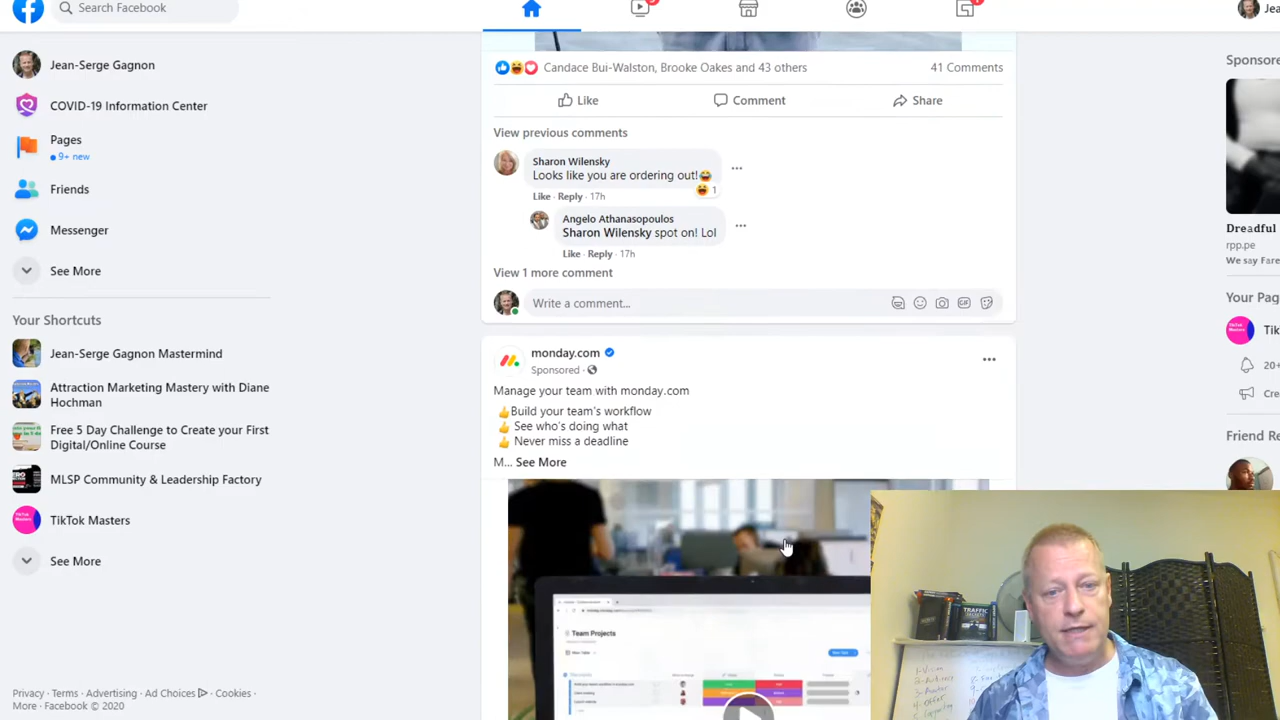 Search Facebook
Jea
Jean-Serge Gagnon
COVID-19 Information Center
Pages
9+ new
Friends
Messenger
See More
Your Shortcuts
Jean-Serge Gagnon Mastermind
Attraction Marketing Mastery with Diane
Hochman
Free 5 Day Challenge to Create your First
Digital/Online Course
MLSP Community & Leadership Factory
TikTok Masters
See More
Privacy · Terms · Advertising · Ad Choices · Cookies ·
More · Facebook © 2020
Candace Bui-Walston, Brooke Oakes and 43 others
41 Comments
Like
Comment
Share
View previous comments
Sharon Wilensky
Looks like you are ordering out!😂
1
Like · Reply · 17h
Angelo Athanasopoulos
Sharon Wilensky spot on! Lol
Like · Reply · 17h
View 1 more comment
Write a comment...
GIF
monday.com
Sponsored ·
Manage your team with monday.com
👍Build your team's workflow
👍 See who's doing what
👍 Never miss a deadline
M... See More
Team Projects
Sponsore
Dreadful
rpp.pe
We say Fare
Your Pag
Tik
20+
Cre
Friend Re
TRAFFIC